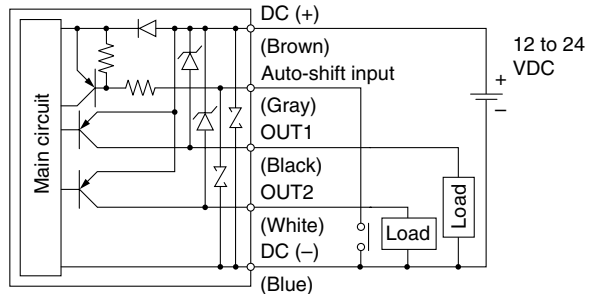 DC (+)
(Brown)
12 to 24
VDC
+
−
Auto-shift input
(Gray)
OUT1
(Black)
OUT2
(White)
DC (−)
(Blue)
Main circuit
Load
Load